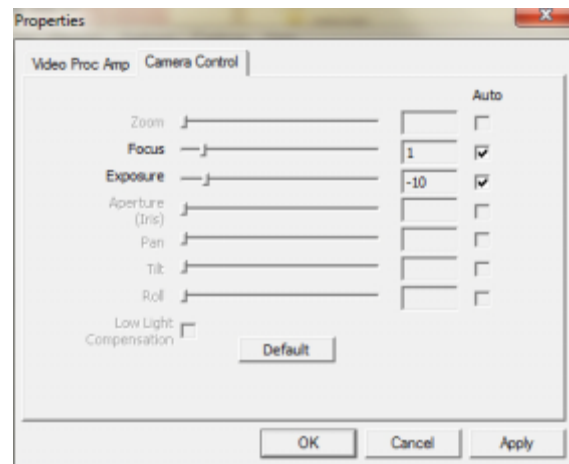 Properties
Video Proc Amp Camera Control
Auto
Zoom
Focus 1
Exposure -10
Aperture
(Iris)
Pan
Tilt
Roll
Low Light
Compensation
Default
OK Cancel Apply